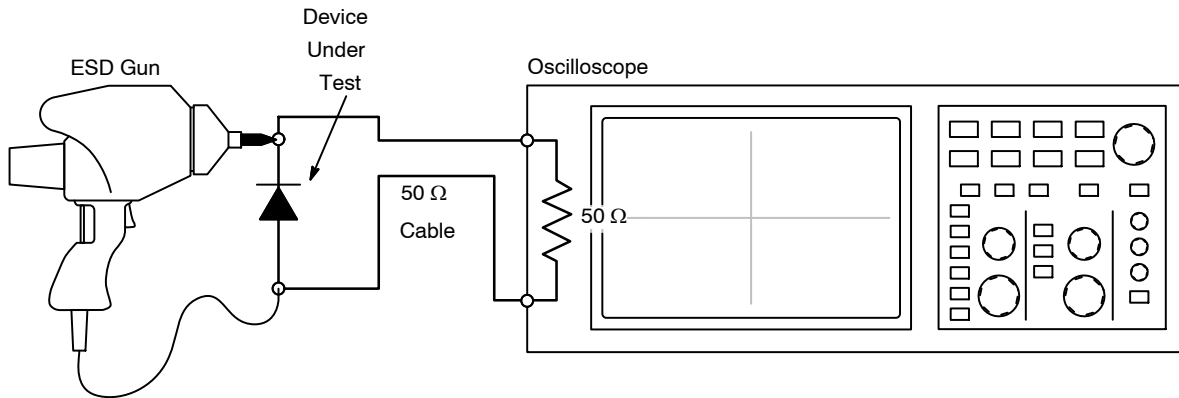 Device
Under
Test
ESD Gun
Oscilloscope
50 Ω
Cable
50 Ω